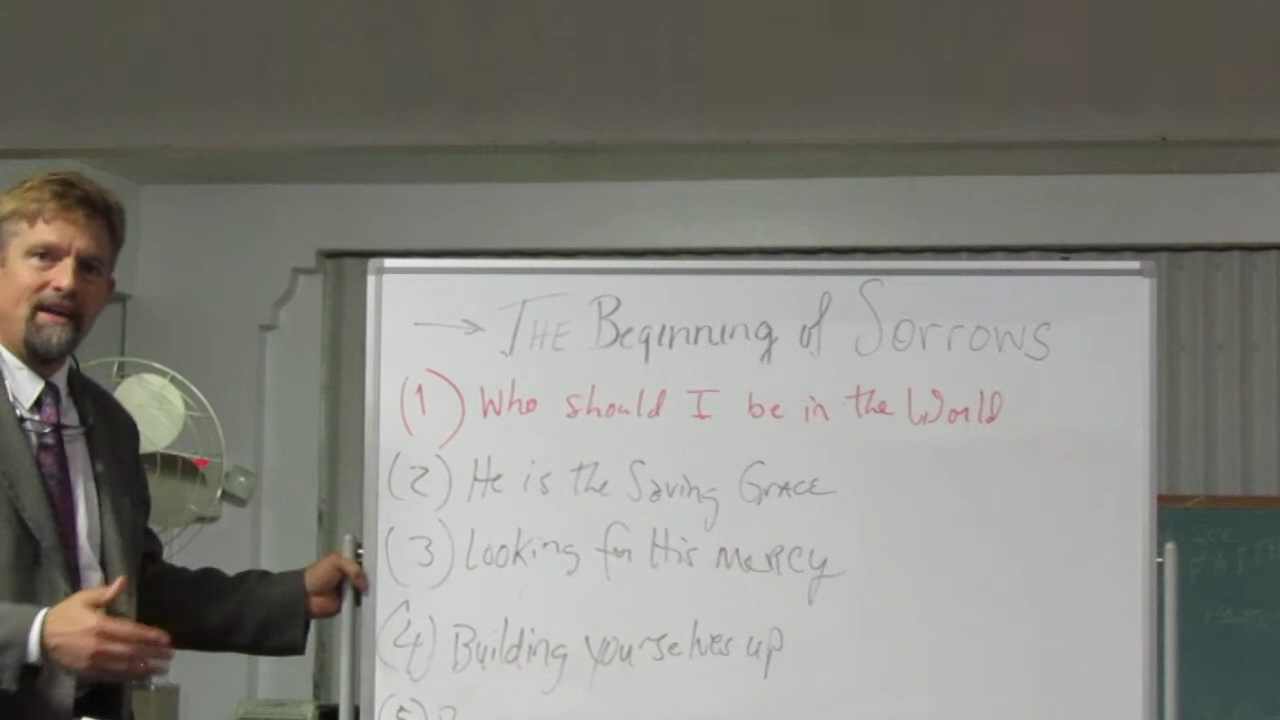 → THE Beginning of Sorrows
(1) Who should I be in the World
(2) He is the Saving Grace
(3) Looking for His Mercy
(4) Building yourselves up
(5)